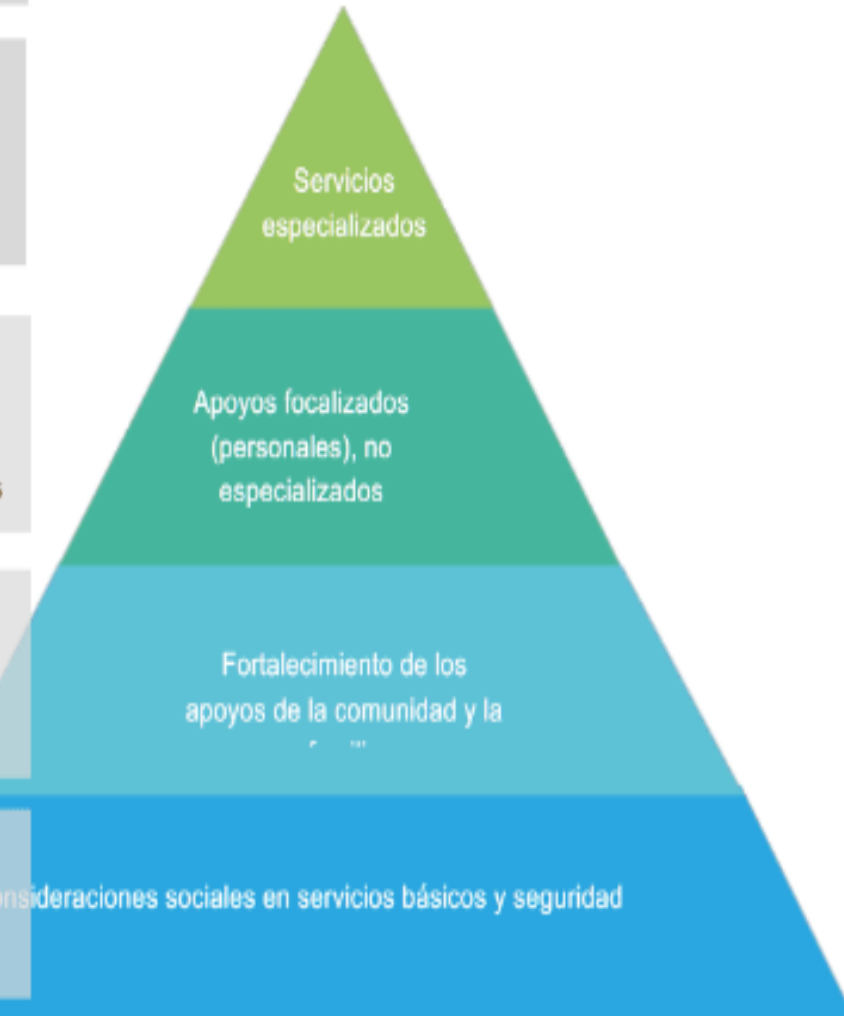 Servicios
especializados
Apoyos focalizados
(personales), no
especializados
Fortalecimiento de los
apoyos de la comunidad y la
sociales en servicios básicos y seguridad